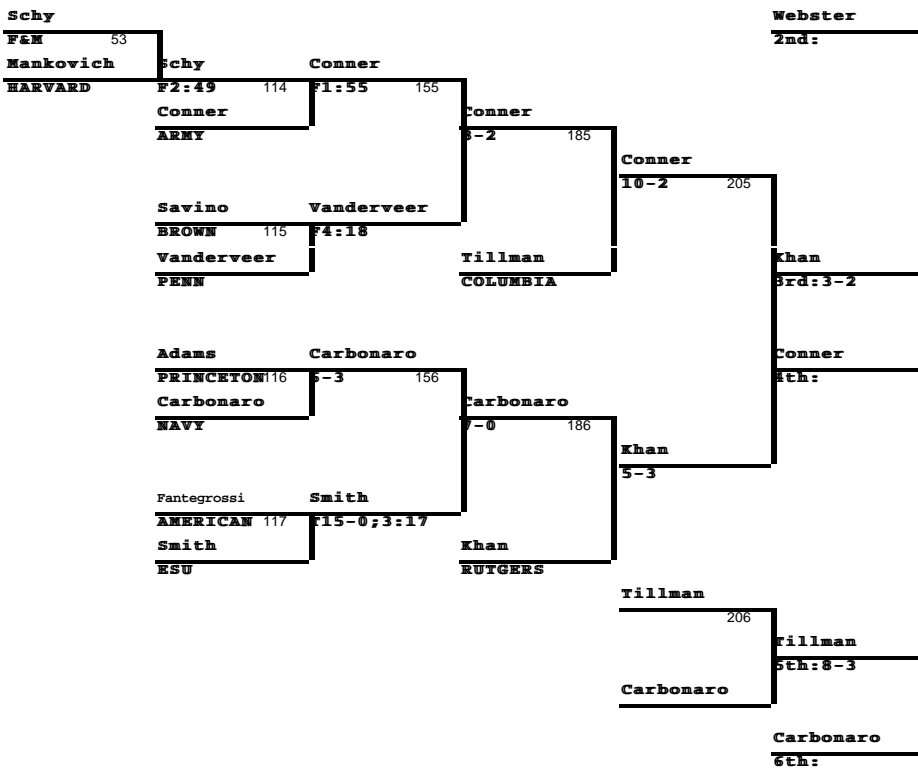 Schy
Webster
F&M 53
2nd:
Mankovich
Schy
Conner
HARVARD
F2:49 114
F1:55 155
Conner
Conner
ARMY
8-2 185
Conner
10-2 205
Savino
Vanderveer
BROWN 115
F4:18
Vanderveer
Tillman
Khan
PENN
COLUMBIA
3rd:3-2
Adams
Carbonaro
Conner
PRINCETON116
6-3 156
4th:
Carbonaro
Carbonaro
NAVY
7-0 186
Khan
5-3
Fantegrossi
Smith
AMERICAN 117
T15-0;3:17
Smith
Khan
ESU
RUTGERS
Tillman
206
Tillman
5th:8-3
Carbonaro
Carbonaro
6th: